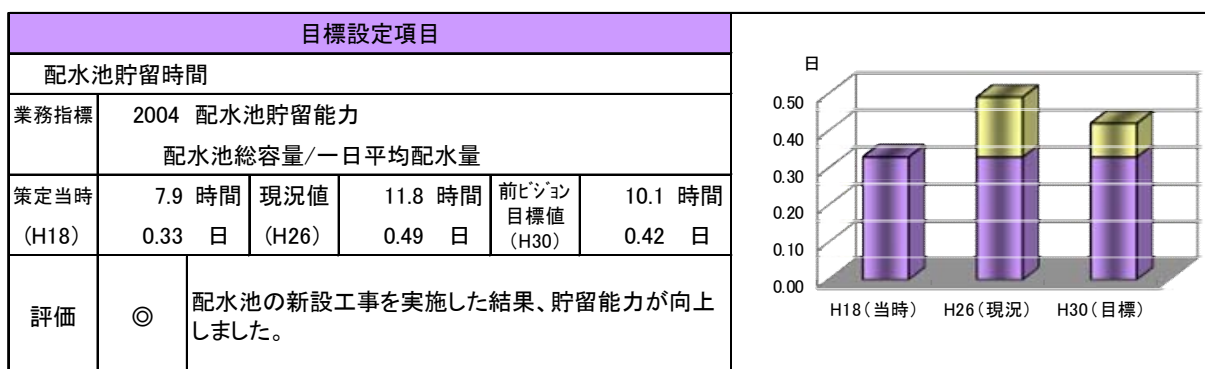 目標設定項目
配水池貯留時間
業務指標 2004 配水池貯留能力
配水池総容量/一日平均配水量
策定当時 7.9 時間 現況値 11.8 時間 前ビジョン 目標値 10.1 時間
(H18) 0.33 日 (H26) 0.49 日 (H30) 0.42 日
評価 ◎ 配水池の新設工事を実施した結果、貯留能力が向上
しました。
日
0.50
0.40
0.30
0.20
0.10
0.00
H18(当時) H26(現況) H30(目標)